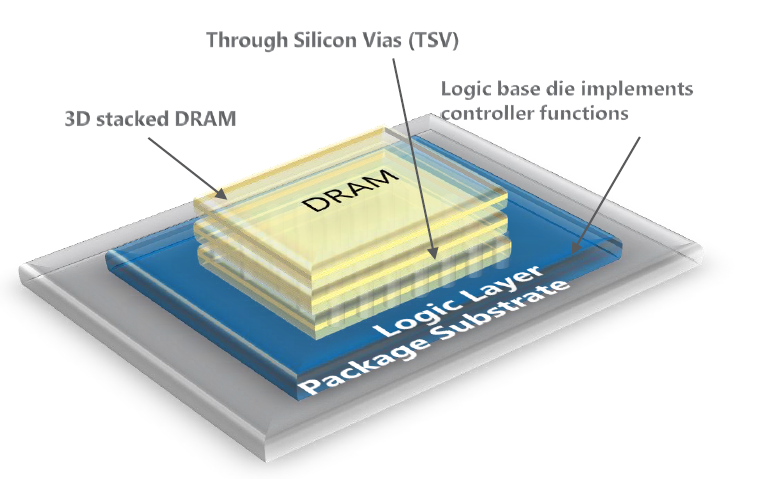 Through Silicon Vias (TSV)
Logic base die implements
controller functions
3D stacked DRAM
DRAM
Logic Layer
Package Substrate